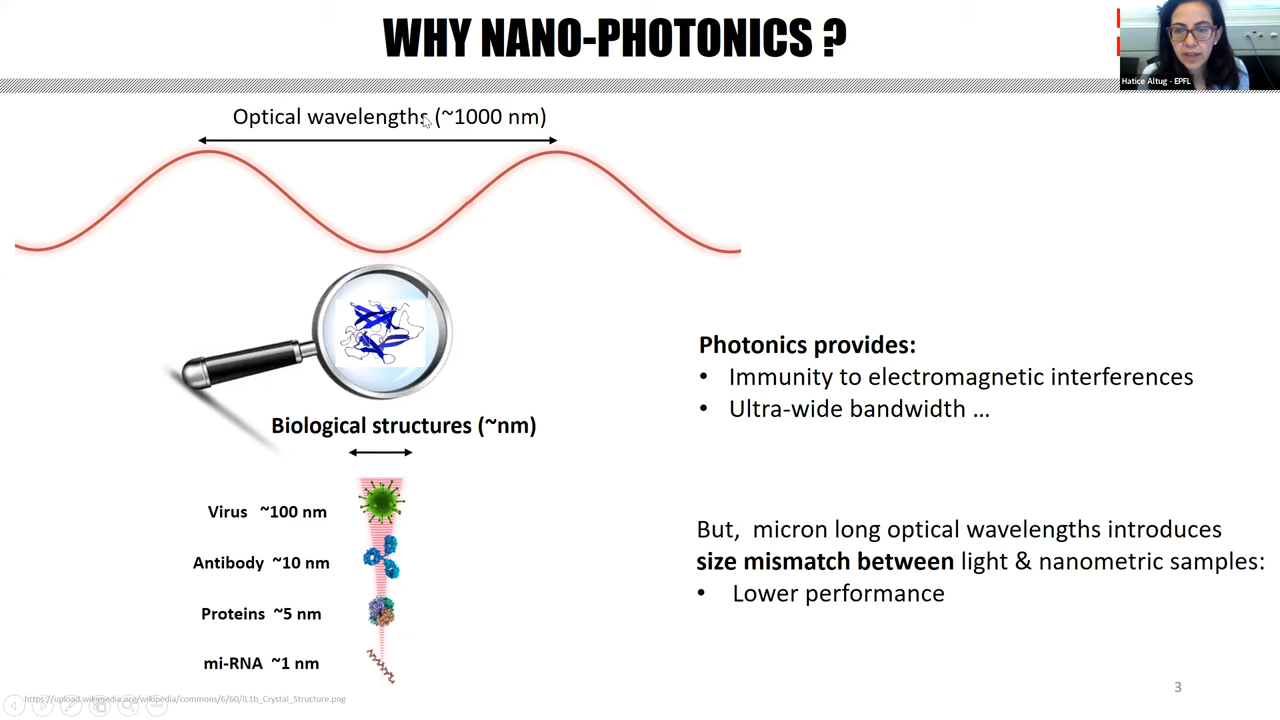 WHY NANO-PHOTONICS ?
Hatice Altug - EPFL
Optical wavelengths (~1000 nm)
Biological structures (~nm)
Virus ~100 nm
Antibody ~10 nm
Proteins ~5 nm
mi-RNA ~1 nm
Photonics provides:
• Immunity to electromagnetic interferences
• Ultra-wide bandwidth ...
But, micron long optical wavelengths introduces
size mismatch between light & nanometric samples:
• Lower performance
https://upload.wikimedia.org/wikipedia/commons/6/60/IL1b_Crystal_Structure.png
3